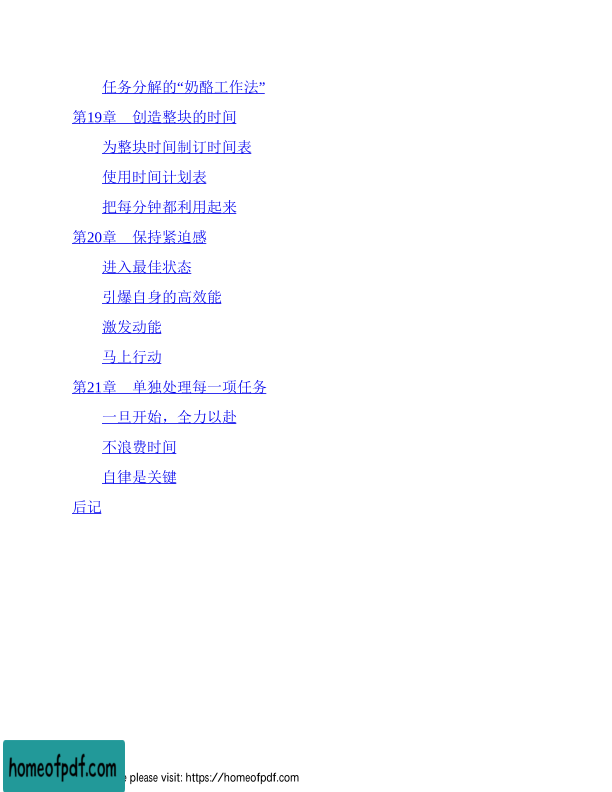 任务分解的“奶酪工作法”
第19章　创造整块的时间
为整块时间制订时间表
使用时间计划表
把每分钟都利用起来
第20章　保持紧迫感
进入最佳状态
引爆自身的高效能
激发动能
马上行动
第21章　单独处理每一项任务
一旦开始，全力以赴
不浪费时间
自律是关键
后记
homeofpdf.com
please visit: https://homeofpdf.com